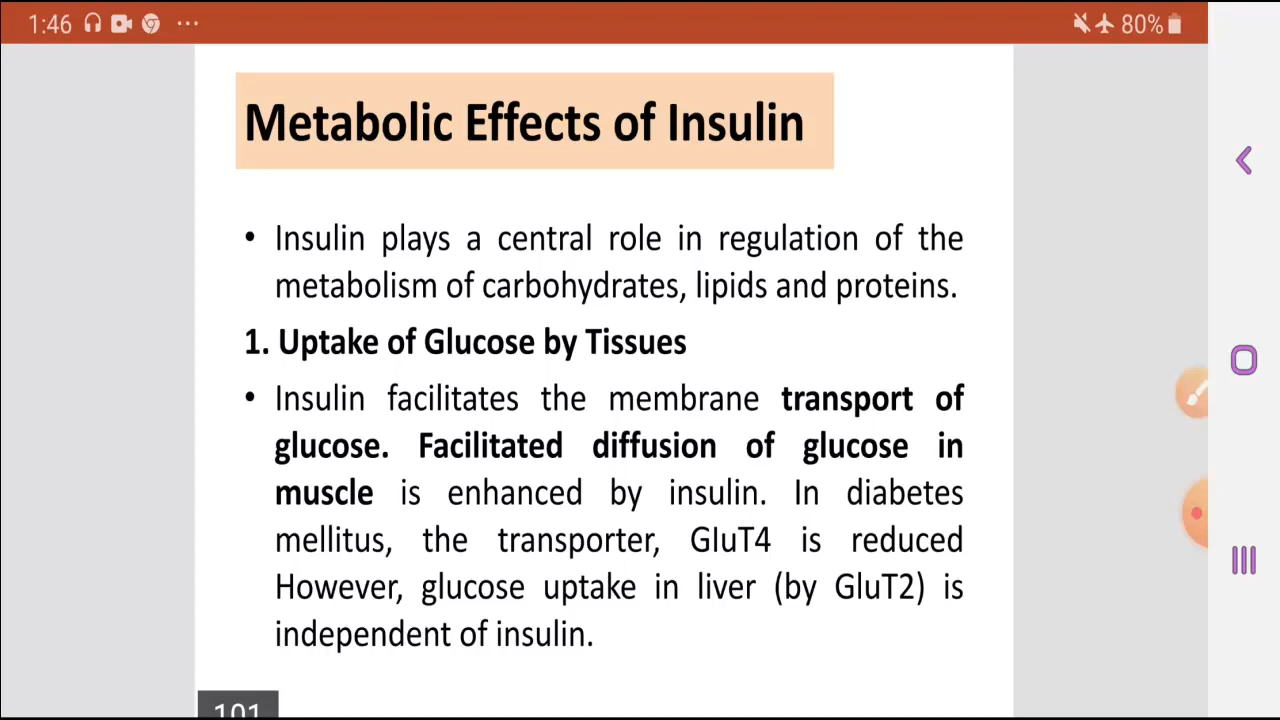 1:46
80%
Metabolic Effects of Insulin
• Insulin plays a central role in regulation of the
metabolism of carbohydrates, lipids and proteins.
1. Uptake of Glucose by Tissues
• Insulin facilitates the membrane transport of
glucose. Facilitated diffusion of glucose in
muscle is enhanced by insulin. In diabetes
mellitus, the transporter, GluT4 is reduced
However, glucose uptake in liver (by GluT2) is
independent of insulin.
101